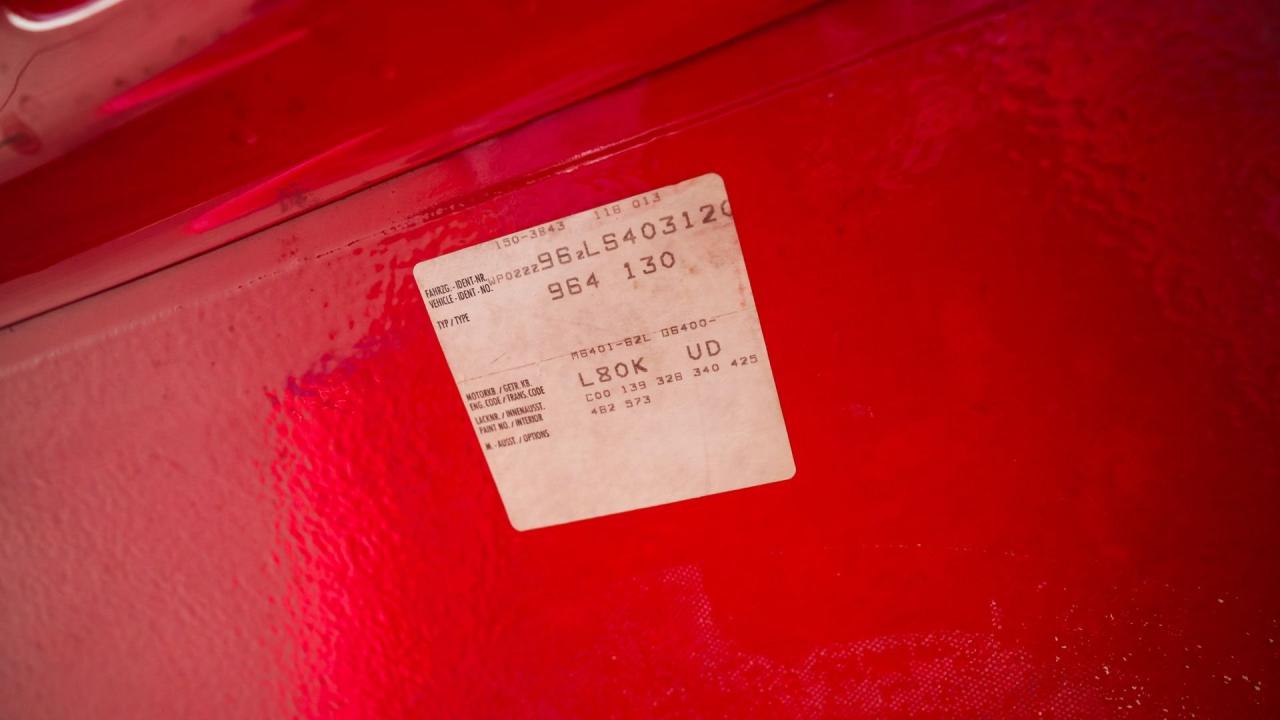 150-3843 118 013
FAHRZG.-IDENT-NR. WP0ZZZ96ZLS40312
VEHICLE-IDENT-NO.
964 130
TYP / TYPE
M6401-62L G6400-
MOTORKB. / GETR. KB.
ENG. CODE / TRANS. CODE
L80K UD
LACKNR. / INNENAUSST.
PAINT NO. / INTERIOR
C00 139 328 340 425
M.-AUSST. / OPTIONS
482 573